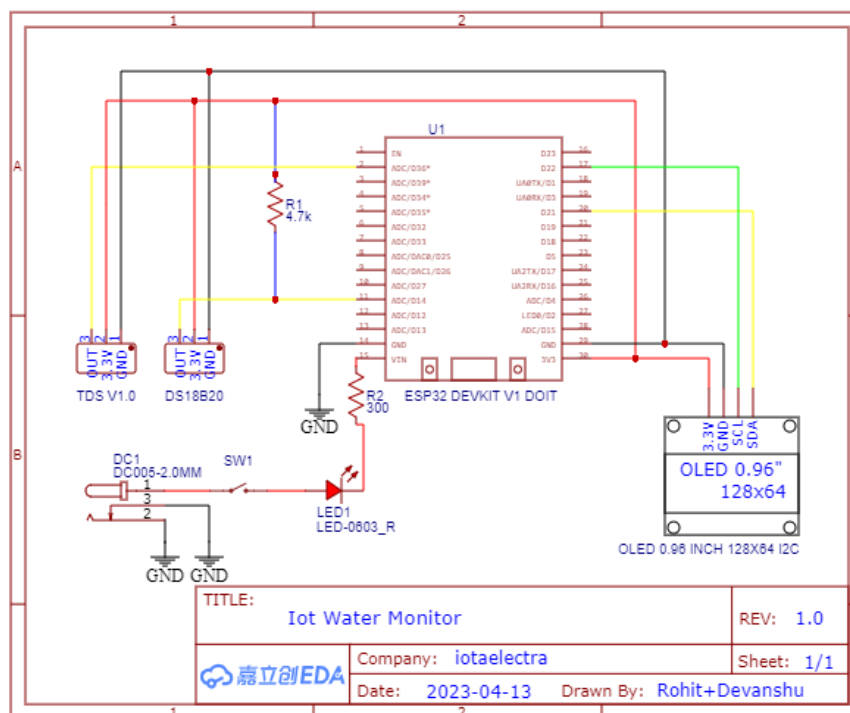 1 2
A
B
U1
1 EN
2 ADC/D36*
3 ADC/D39*
4 ADC/D34*
5 ADC/D35*
6 ADC/D32
7 ADC/D33
8 ADC/DAC0/D25
9 ADC/DAC1/D26
10 ADC/D27
11 ADC/D14
12 ADC/D12
13 ADC/D13
14 GND
15 VIN
D23 16
D22 17
UA0TX/D1 18
UA0RX/D3 19
D21 20
D19 21
D18 22
D5 23
UA2TX/D17 24
UA2RX/D16 25
ADC/D4 26
LED0/D2 27
ADC/D15 28
GND 29
3V3 30
ESP32 DEVKIT V1 DOIT
R1
4.7k
3 2 1
OUT 3.3V GND
TDS V1.0
3 2 1
OUT 3.3V GND
DS18B20
GND
R2
300
3.3V GND SCL SDA
OLED 0.96"
128x64
OLED 0.96 INCH 128X64 I2C
DC1
DC005-2.0MM
1
3
2
SW1
LED1
LED-0603_R
GND GND
TITLE:
Iot Water Monitor
REV: 1.0
嘉立创EDA
Company: iotaelectra
Sheet: 1/1
Date: 2023-04-13 Drawn By: Rohit+Devanshu
1 2